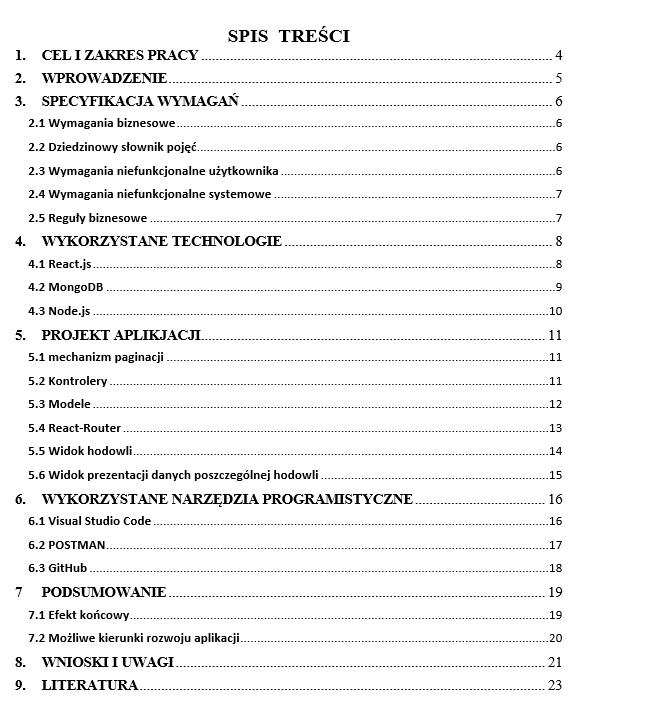 SPIS TREŚCI
1. CEL I ZAKRES PRACY ........ 4
2. WPROWADZENIE ........ 5
3. SPECYFIKACJA WYMAGAŃ ........ 6
2.1 Wymagania biznesowe ........ 6
2.2 Dziedzinowy słownik pojęć ........ 6
2.3 Wymagania niefunkcjonalne użytkownika ........ 6
2.4 Wymagania niefunkcjonalne systemowe ........ 7
2.5 Reguły biznesowe ........ 7
4. WYKORZYSTANE TECHNOLOGIE ........ 8
4.1 React.js ........ 8
4.2 MongoDB ........ 9
4.3 Node.js ........ 10
5. PROJEKT APLIKJACJI ........ 11
5.1 mechanizm paginacji ........ 11
5.2 Kontrolery ........ 11
5.3 Modele ........ 12
5.4 React-Router ........ 13
5.5 Widok hodowli ........ 14
5.6 Widok prezentacji danych poszczególnej hodowli ........ 15
6. WYKORZYSTANE NARZĘDZIA PROGRAMISTYCZNE ........ 16
6.1 Visual Studio Code ........ 16
6.2 POSTMAN ........ 17
6.3 GitHub ........ 18
7 PODSUMOWANIE ........ 19
7.1 Efekt końcowy ........ 19
7.2 Możliwe kierunki rozwoju aplikacji ........ 20
8. WNIOSKI I UWAGI ........ 21
9. LITERATURA ........ 23